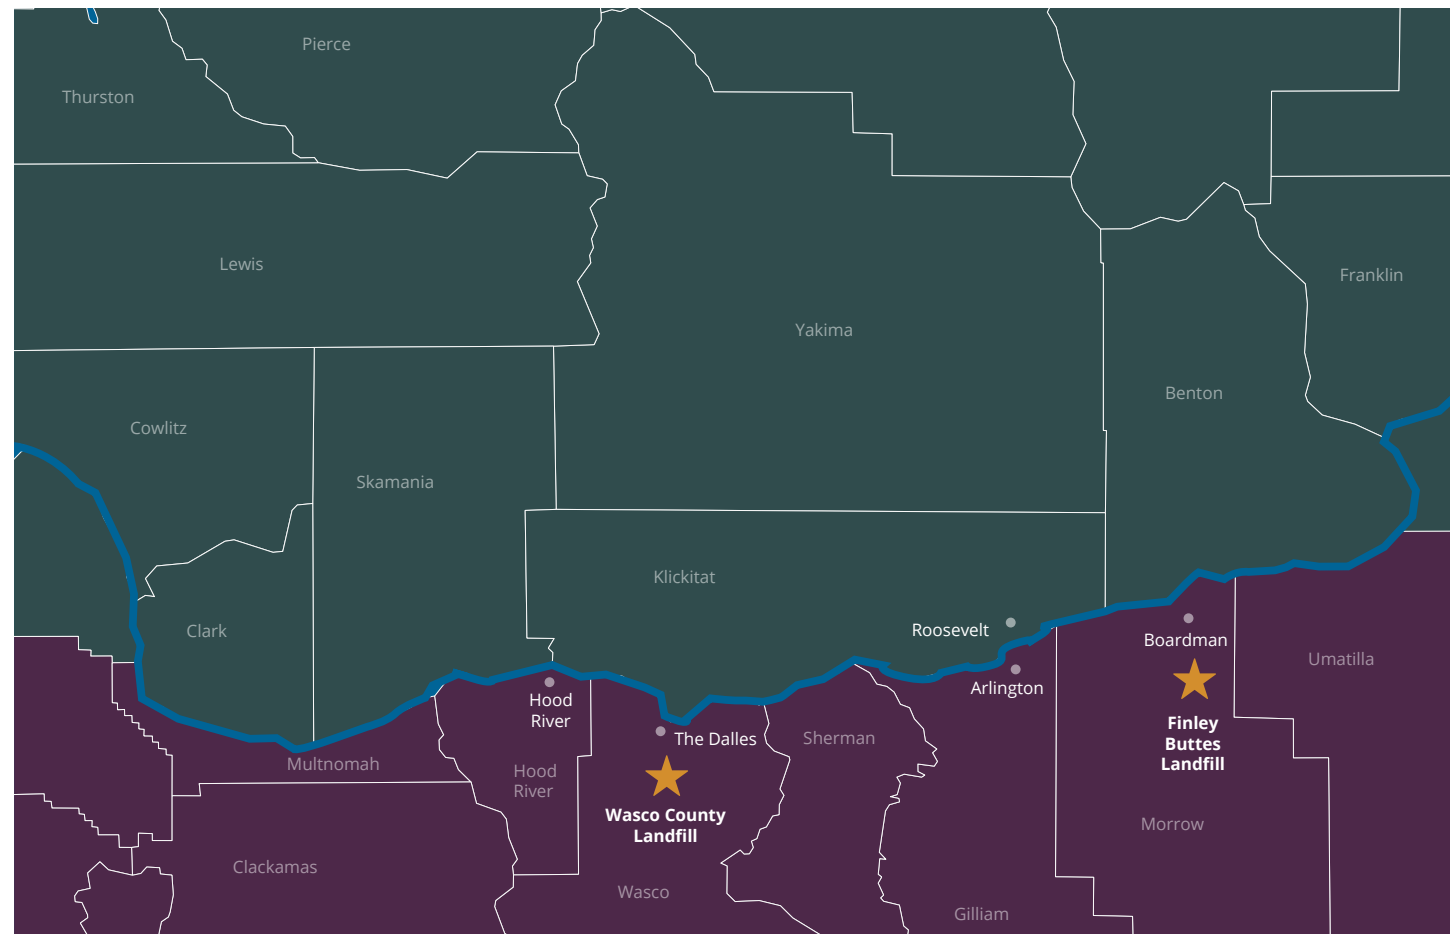 Pierce
Thurston
Lewis
Franklin
Yakima
Benton
Cowlitz
Skamania
Klickitat
Clark
Roosevelt
Boardman
Umatilla
Arlington
Hood
River
Finley
Buttes
Landfill
The Dalles
Sherman
Multnomah
Hood
River
Wasco County
Landfill
Morrow
Clackamas
Wasco
Gilliam